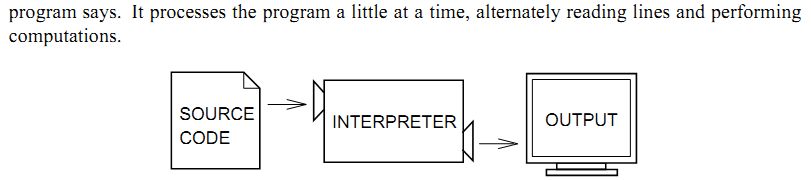 program says. It processes the program a little at a time, alternately reading lines and performing
computations.
SOURCE
CODE
INTERPRETER
OUTPUT